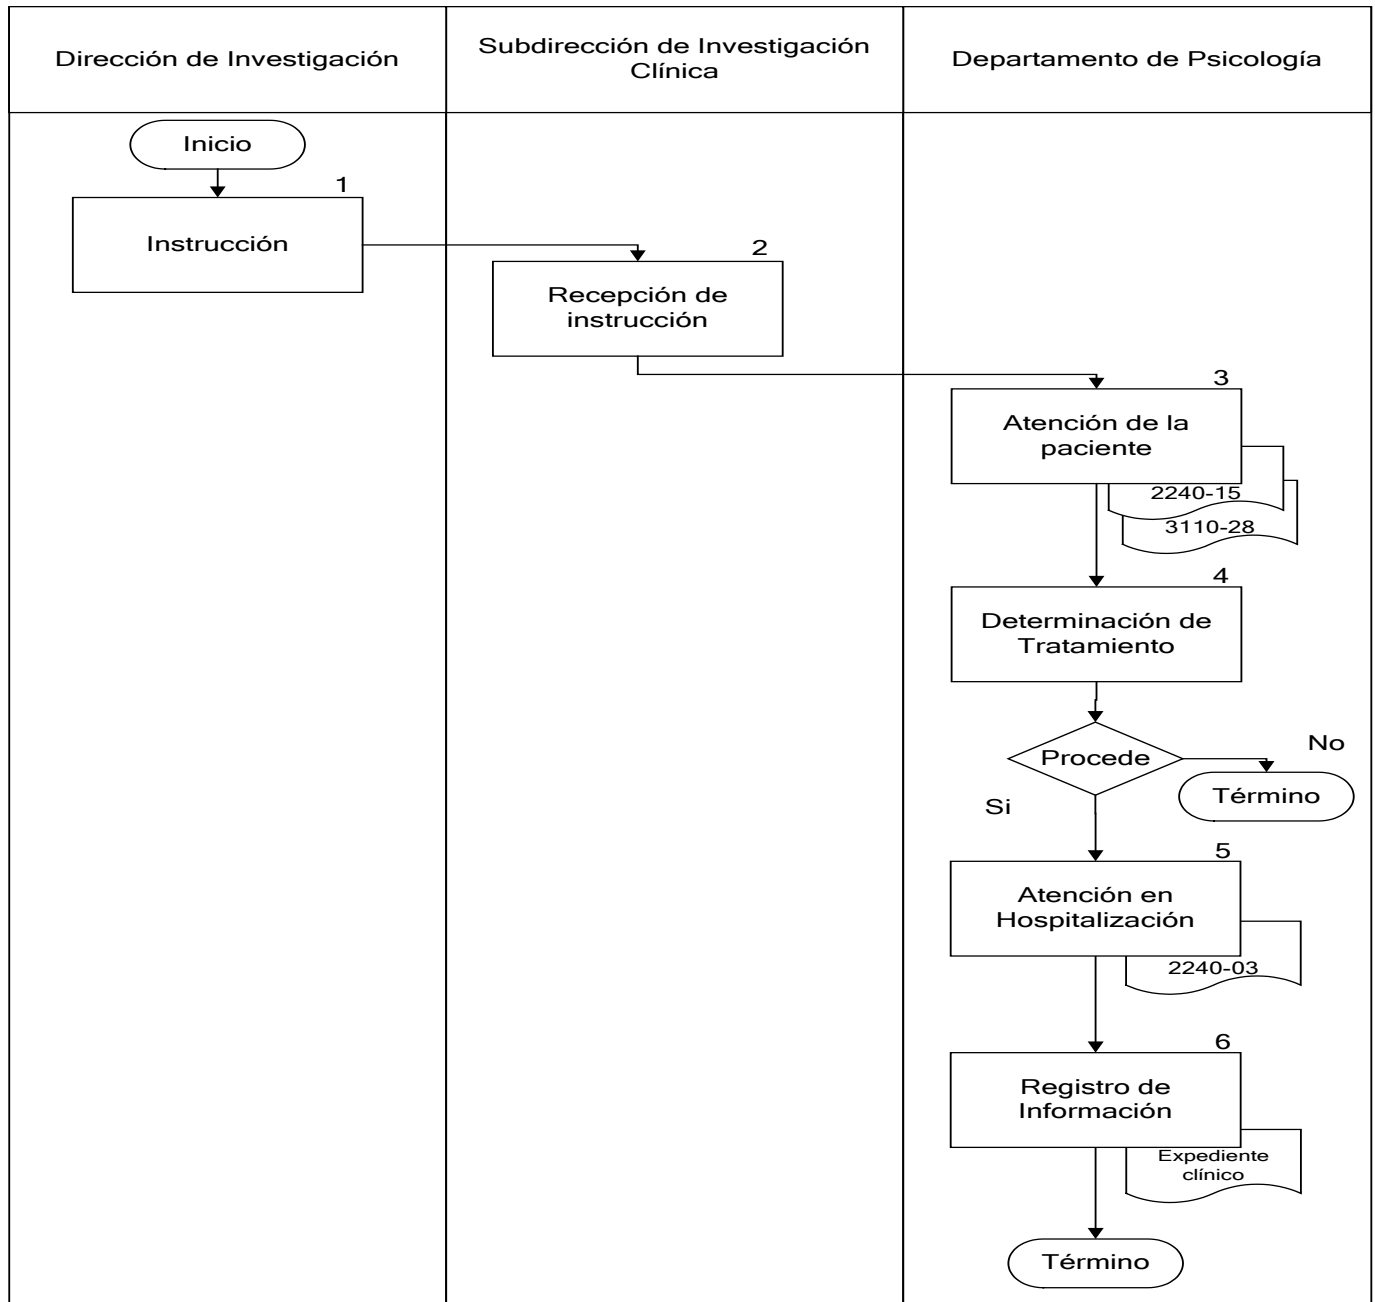 Dirección de Investigación
Subdirección de Investigación
Clínica
Departamento de Psicología
Inicio
1
Instrucción
2
Recepción de
instrucción
3
Atención de la
paciente
2240-15
3110-28
4
Determinación de
Tratamiento
Procede
No
Término
Si
5
Atención en
Hospitalización
2240-03
6
Registro de
Información
Expediente
clínico
Término